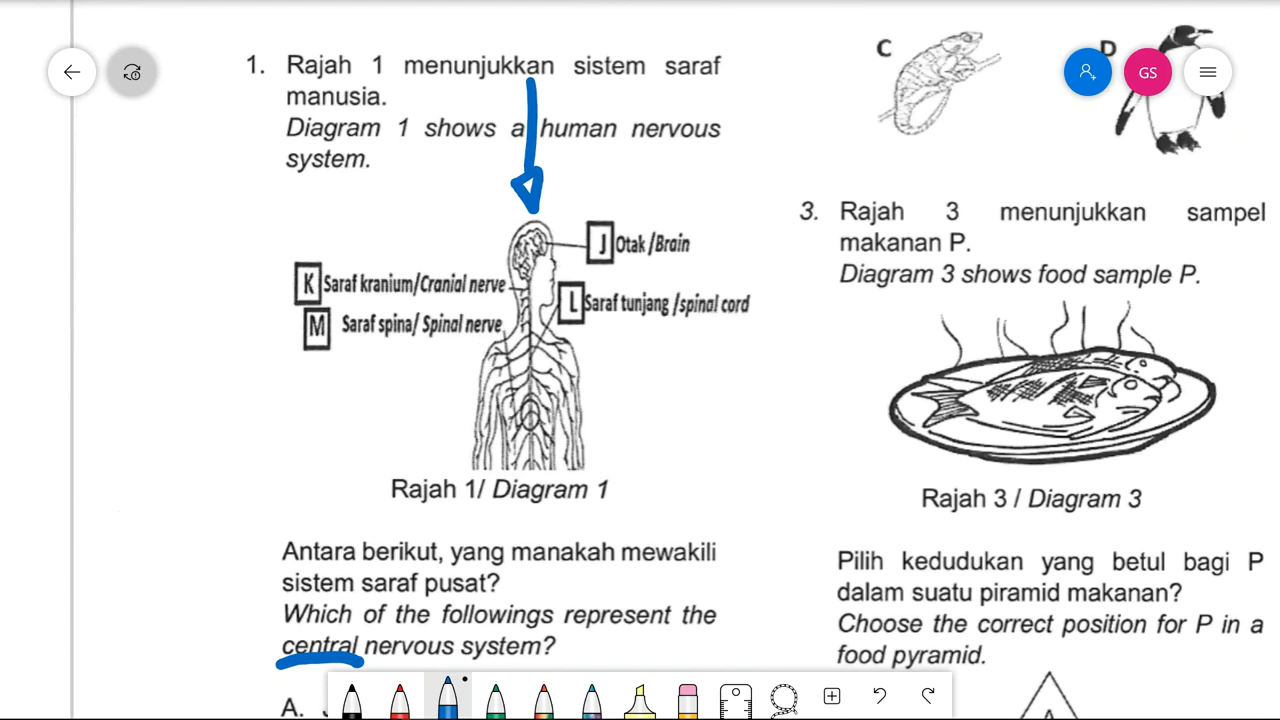 1. Rajah 1 menunjukkan sistem saraf
manusia.
Diagram 1 shows a human nervous
system.
J Otak /Brain
K Saraf kranium/Cranial nerve
L Saraf tunjang /spinal cord
M Saraf spina/ Spinal nerve
Rajah 1/ Diagram 1
Antara berikut, yang manakah mewakili
sistem saraf pusat?
Which of the followings represent the
central nervous system?
A.
C
D
GS
3. Rajah 3 menunjukkan sampel
makanan P.
Diagram 3 shows food sample P.
Rajah 3 / Diagram 3
Pilih kedudukan yang betul bagi P
dalam suatu piramid makanan?
Choose the correct position for P in a
food pyramid.